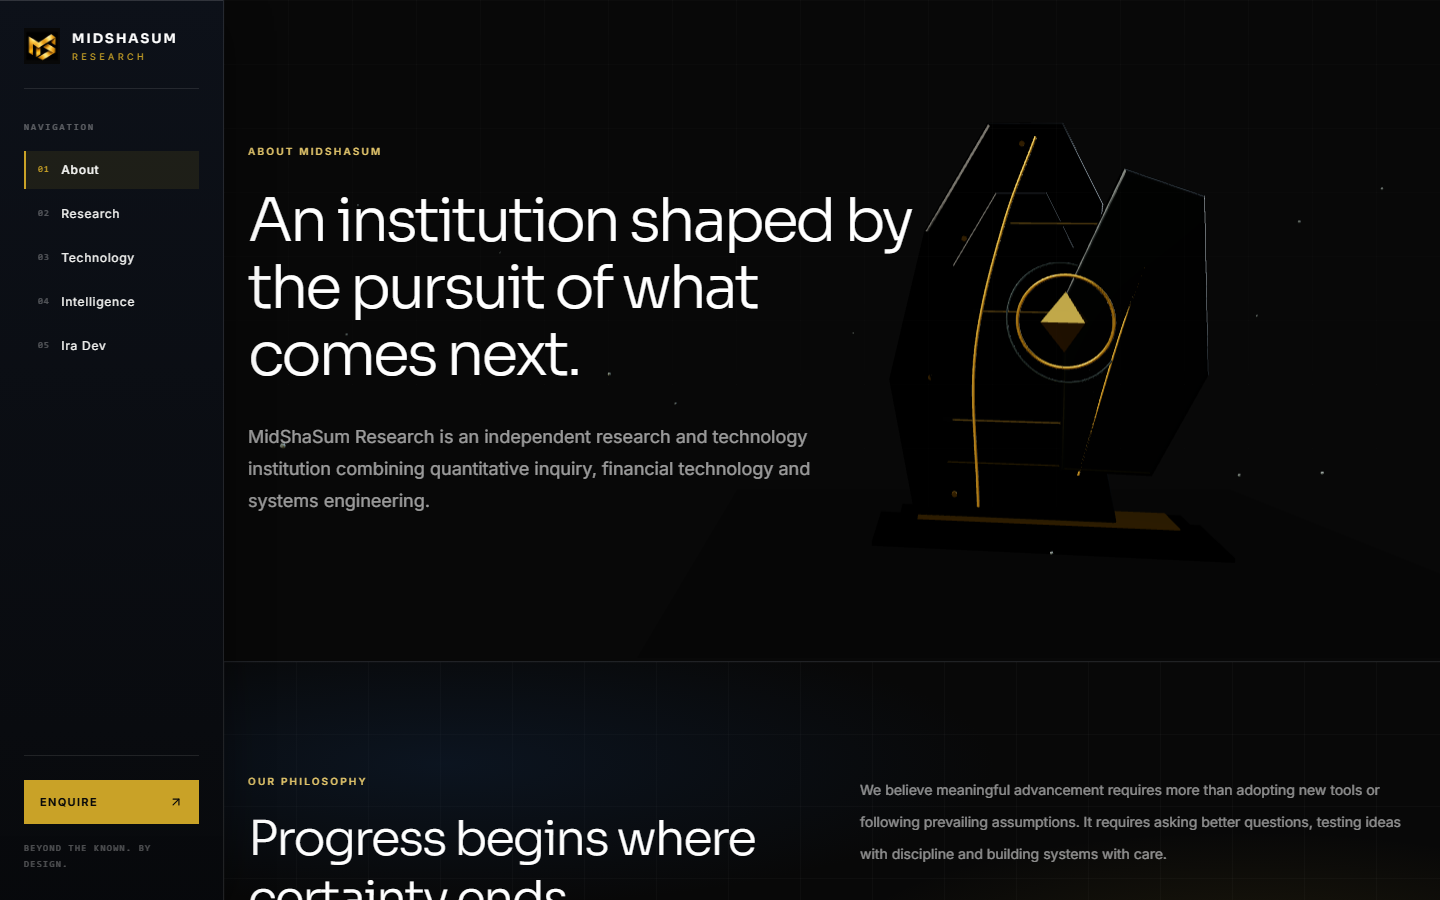 MIDSHASUM
RESEARCH
NAVIGATION
01 About
02 Research
03 Technology
04 Intelligence
05 Ira Dev
ENQUIRE
BEYOND THE KNOWN. BY
DESIGN.
ABOUT MIDSHASUM
An institution shaped by
the pursuit of what
comes next.
MidShaSum Research is an independent research and technology
institution combining quantitative inquiry, financial technology and
systems engineering.
OUR PHILOSOPHY
Progress begins where
certainty ends.
We believe meaningful advancement requires more than adopting new tools or
following prevailing assumptions. It requires asking better questions, testing ideas
with discipline and building systems with care.